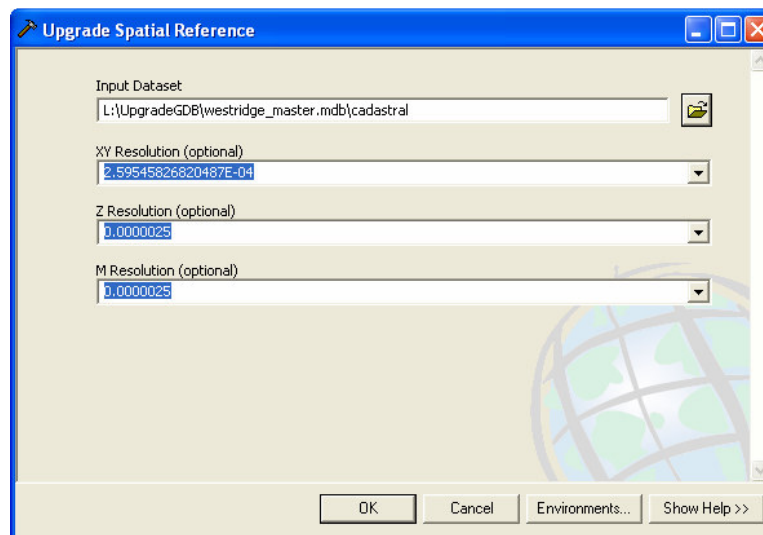 Upgrade Spatial Reference
Input Dataset
L:\UpgradeGDB\westridge_master.mdb\cadastral
XY Resolution (optional)
2.59545826820487E-04
Z Resolution (optional)
0.0000025
M Resolution (optional)
0.0000025
OK Cancel Environments... Show Help >>